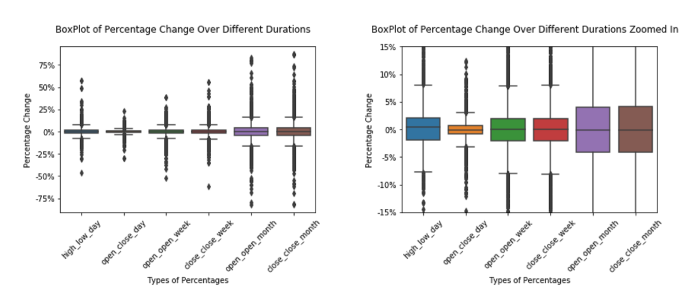 BoxPlot of Percentage Change Over Different Durations
75%
50%
25%
0%
-25%
-50%
-75%
Percentage Change
high_low_day
open_close_day
open_open_week
close_close_week
open_open_month
close_close_month
Types of Percentages
BoxPlot of Percentage Change Over Different Durations Zoomed In
15%
10%
5%
0%
-5%
-10%
-15%
Percentage Change
high_low_day
open_close_day
open_open_week
close_close_week
open_open_month
close_close_month
Types of Percentages